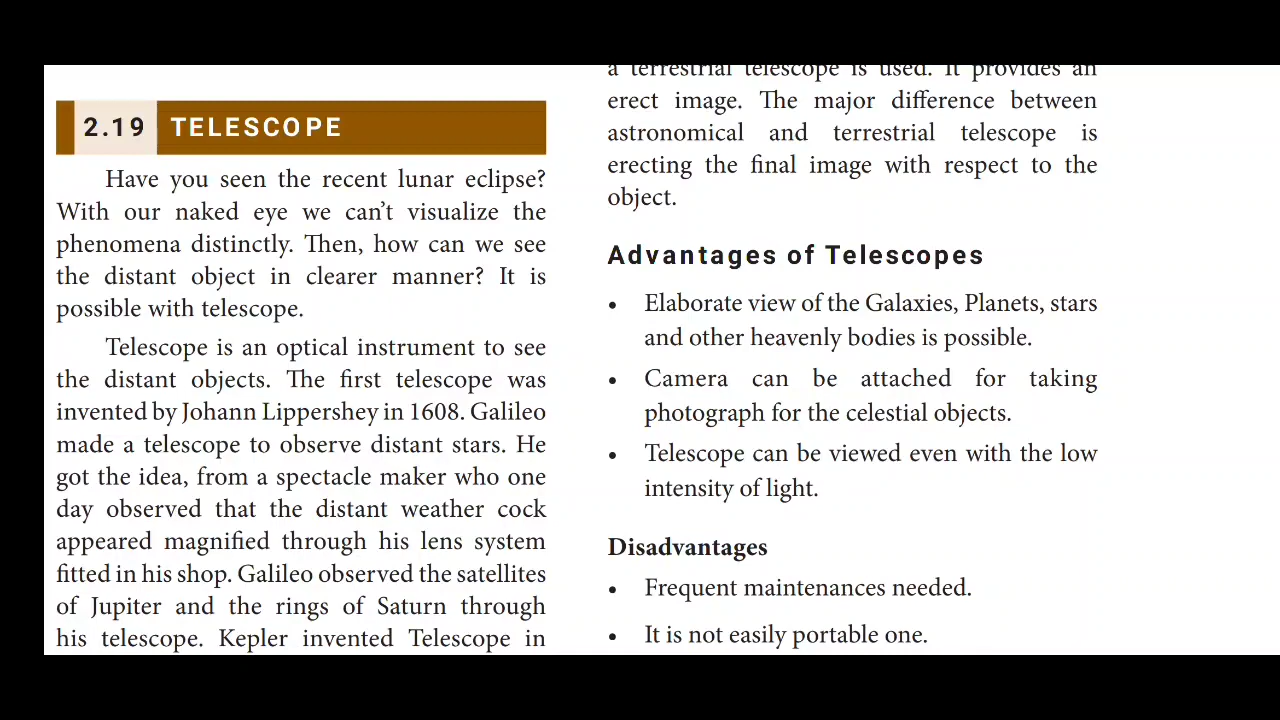 2.19 TELESCOPE
Have you seen the recent lunar eclipse?
With our naked eye we can’t visualize the
phenomena distinctly. Then, how can we see
the distant object in clearer manner? It is
possible with telescope.
Telescope is an optical instrument to see
the distant objects. The first telescope was
invented by Johann Lippershey in 1608. Galileo
made a telescope to observe distant stars. He
got the idea, from a spectacle maker who one
day observed that the distant weather cock
appeared magnified through his lens system
fitted in his shop. Galileo observed the satellites
of Jupiter and the rings of Saturn through
his telescope. Kepler invented Telescope in
a terrestrial telescope is used. It provides an
erect image. The major difference between
astronomical and terrestrial telescope is
erecting the final image with respect to the
object.
Advantages of Telescopes
• Elaborate view of the Galaxies, Planets, stars
and other heavenly bodies is possible.
• Camera can be attached for taking
photograph for the celestial objects.
• Telescope can be viewed even with the low
intensity of light.
Disadvantages
• Frequent maintenances needed.
• It is not easily portable one.